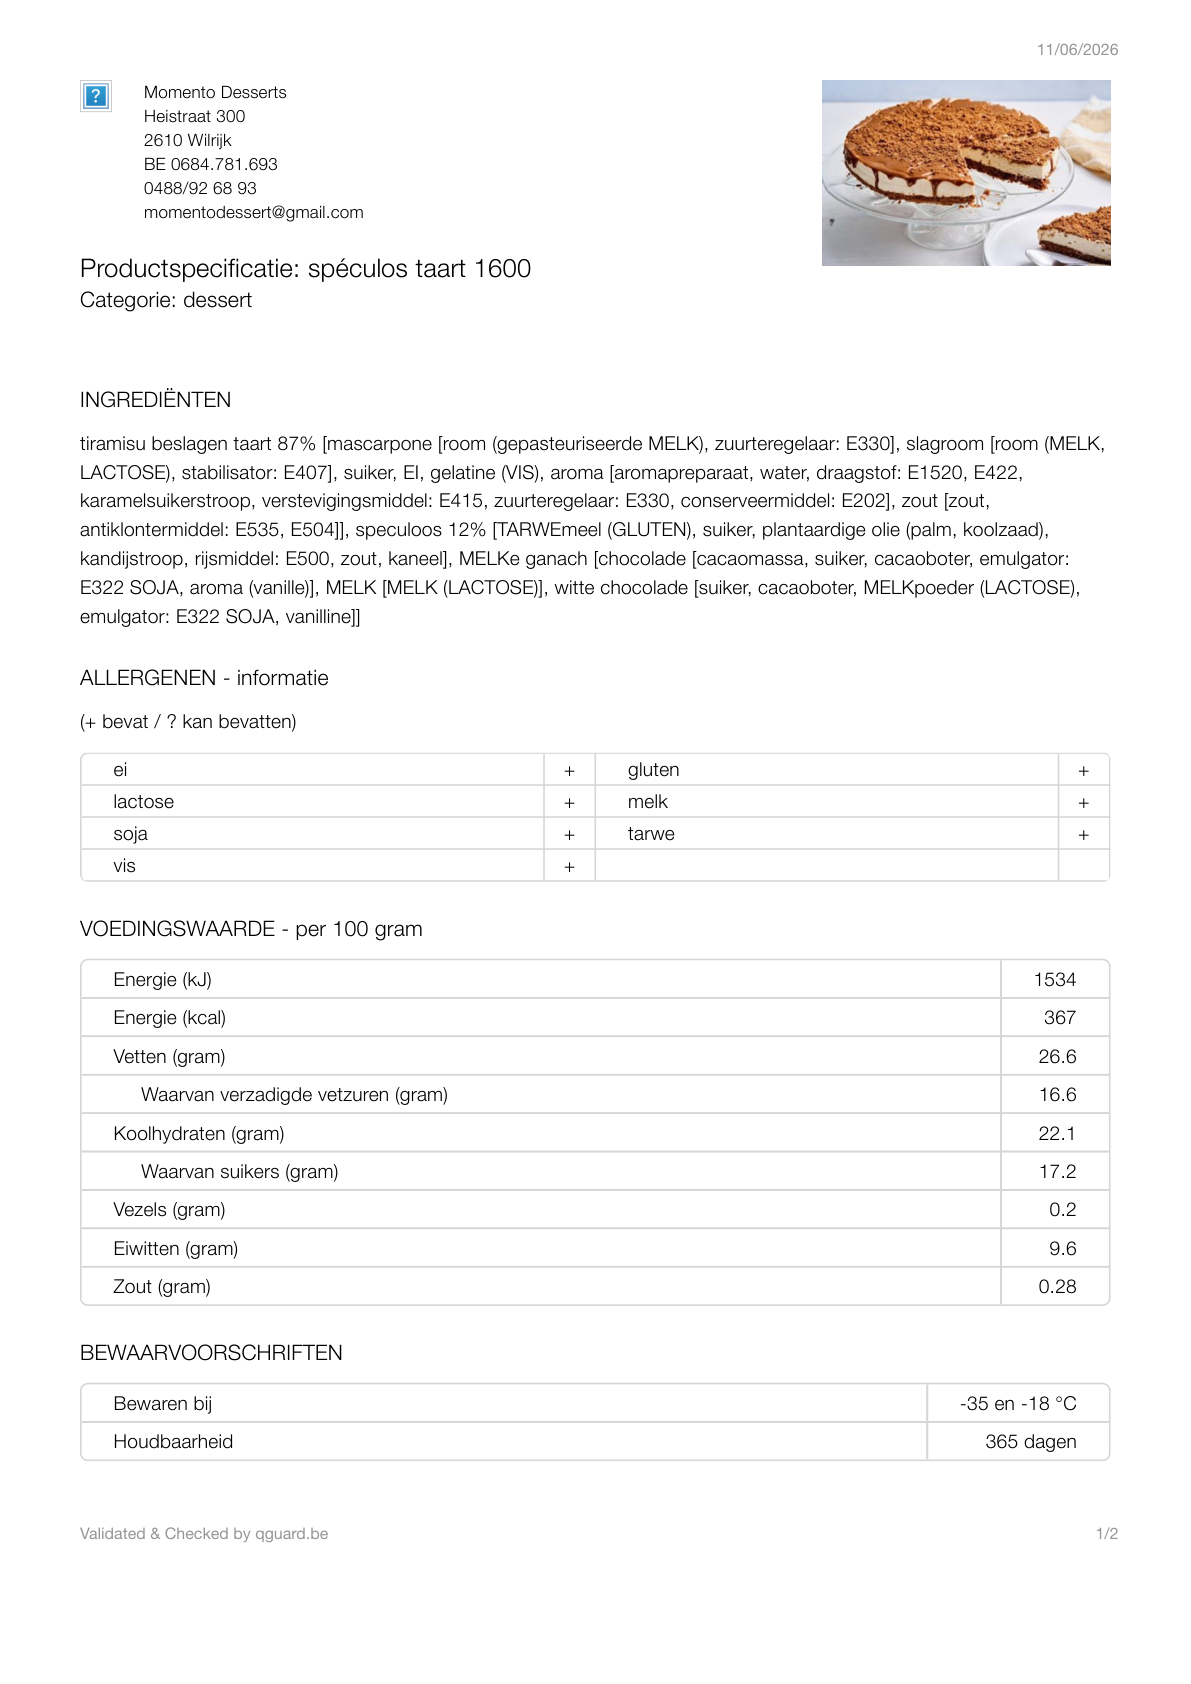 11/06/2026
?
Momento Desserts
Heistraat 300
2610 Wilrijk
BE 0684.781.693
0488/92 68 93
momentodessert@gmail.com
Productspecificatie: spéculos taart 1600
Categorie: dessert
INGREDIËNTEN
tiramisu beslagen taart 87% [mascarpone [room (gepasteuriseerde MELK), zuurteregelaar: E330], slagroom [room (MELK,
LACTOSE), stabilisator: E407], suiker, EI, gelatine (VIS), aroma [aromapreparaat, water, draagstof: E1520, E422,
karamelsuikerstroop, verstevigingsmiddel: E415, zuurteregelaar: E330, conserveermiddel: E202], zout [zout,
antiklontermiddel: E535, E504]], speculoos 12% [TARWEmeel (GLUTEN), suiker, plantaardige olie (palm, koolzaad),
kandijstroop, rijsmiddel: E500, zout, kaneel], MELKe ganach [chocolade [cacaomassa, suiker, cacaoboter, emulgator:
E322 SOJA, aroma (vanille)], MELK [MELK (LACTOSE)], witte chocolade [suiker, cacaoboter, MELKpoeder (LACTOSE),
emulgator: E322 SOJA, vanilline]]
ALLERGENEN - informatie
(+ bevat / ? kan bevatten)
ei + gluten +
lactose + melk +
soja + tarwe +
vis +
VOEDINGSWAARDE - per 100 gram
Energie (kJ) 1534
Energie (kcal) 367
Vetten (gram) 26.6
Waarvan verzadigde vetzuren (gram) 16.6
Koolhydraten (gram) 22.1
Waarvan suikers (gram) 17.2
Vezels (gram) 0.2
Eiwitten (gram) 9.6
Zout (gram) 0.28
BEWAARVOORSCHRIFTEN
Bewaren bij -35 en -18 °C
Houdbaarheid 365 dagen
Validated & Checked by qguard.be 1/2